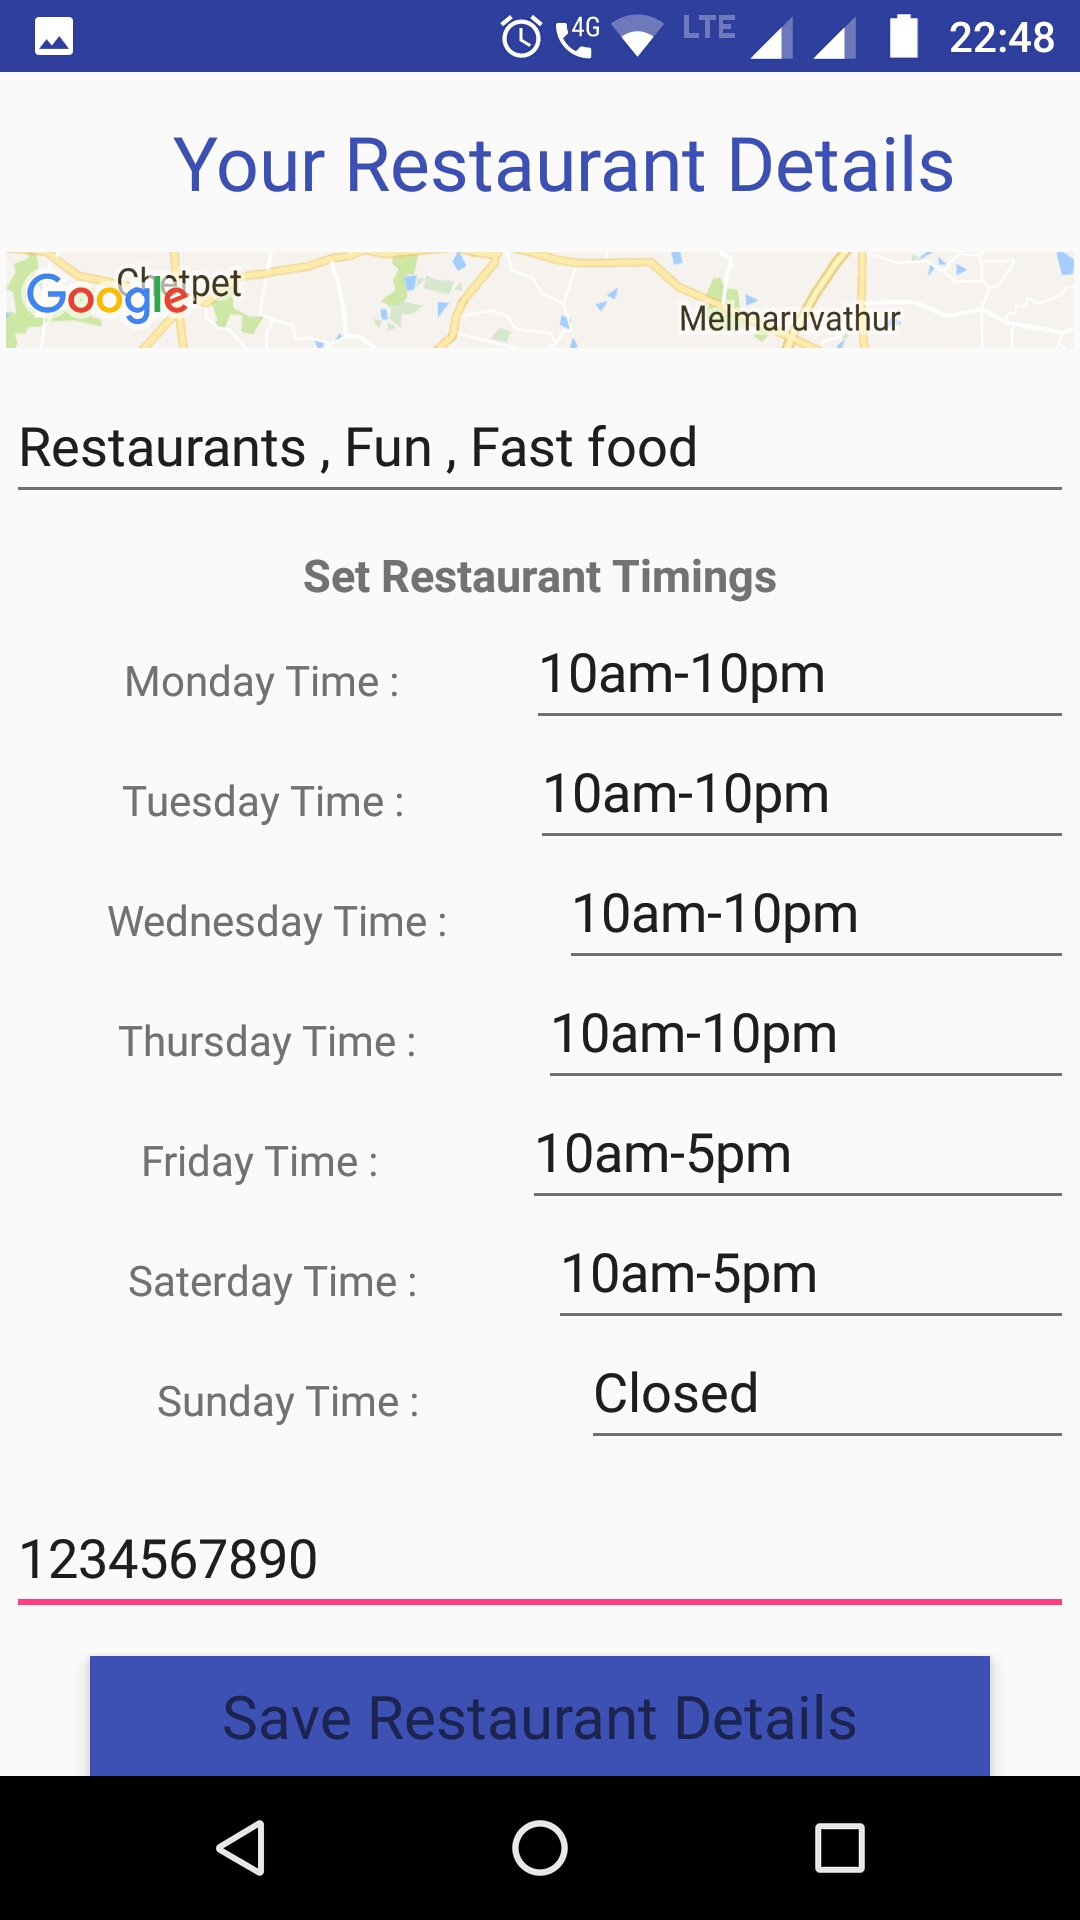 4G LTE 22:48
Your Restaurant Details
Chetpet
Google
Melmaruvathur
Restaurants , Fun , Fast food
Set Restaurant Timings
Monday Time : 10am-10pm
Tuesday Time : 10am-10pm
Wednesday Time : 10am-10pm
Thursday Time : 10am-10pm
Friday Time : 10am-5pm
Saterday Time : 10am-5pm
Sunday Time : Closed
1234567890
Save Restaurant Details